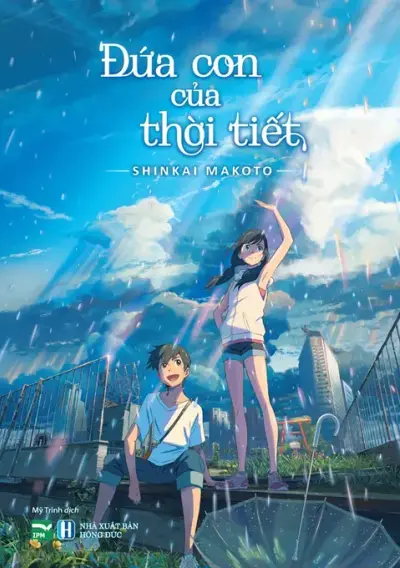 Đứa con
của
thời tiết
SHINKAI MAKOTO
Mỹ Trinh dịch
IPM
H
NHÀ XUẤT BẢN
HỒNG ĐỨC